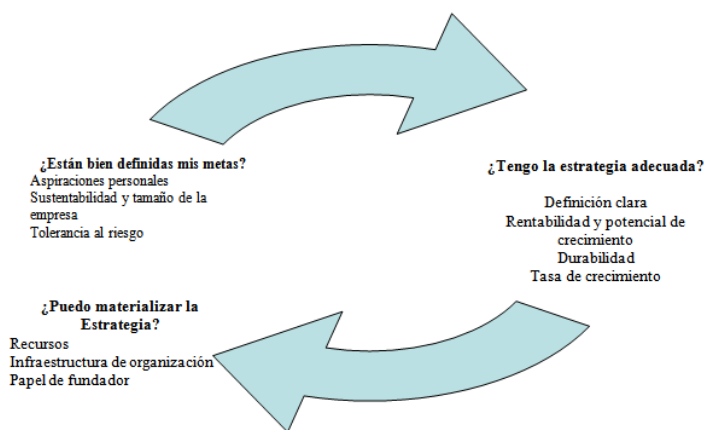 ¿Están bien definidas mis metas?
Aspiraciones personales
Sustentabilidad y tamaño de la
empresa
Tolerancia al riesgo
¿Tengo la estrategia adecuada?
Definición clara
Rentabilidad y potencial de
crecimiento
Durabilidad
Tasa de crecimiento
¿Puedo materializar la
Estrategia?
Recursos
Infraestructura de organización
Papel de fundador